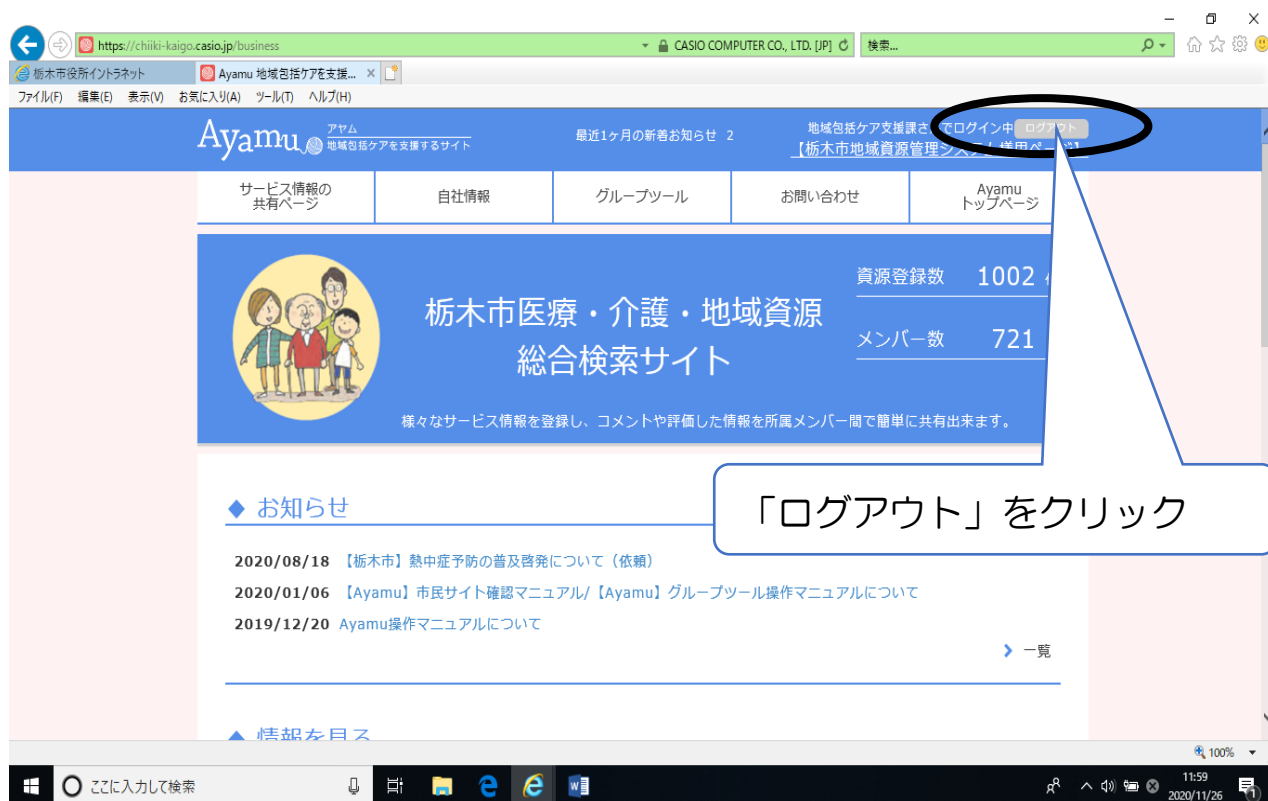 https://chiiki-kaigo.casio.jp/business
CASIO COMPUTER CO., LTD. [JP]
検索...
栃木市役所イントラネット
Ayamu 地域包括ケアを支援...
ファイル(F) 編集(E) 表示(V) お気に入り(A) ツール(T) ヘルプ(H)
Ayamu
アヤム
地域包括ケアを支援するサイト
最近1ヶ月の新着お知らせ 2
地域包括ケア支援課さ でログイン中
ログアウト
【栃木市地域資源管理システム様用ページ】
サービス情報の
共有ページ
自社情報
グループツール
お問い合わせ
Ayamu
トップページ
栃木市医療・介護・地域資源
総合検索サイト
資源登録数 1002
メンバー数 721
様々なサービス情報を登録し、コメントや評価した情報を所属メンバー間で簡単に共有出来ます。
「ログアウト」をクリック
◆ お知らせ
2020/08/18 【栃木市】熱中症予防の普及啓発について（依頼）
2020/01/06 【Ayamu】市民サイト確認マニュアル/【Ayamu】グループツール操作マニュアルについて
2019/12/20 Ayamu操作マニュアルについて
一覧
◆ 情報を見る
100%
ここに入力して検索
11:59
2020/11/26